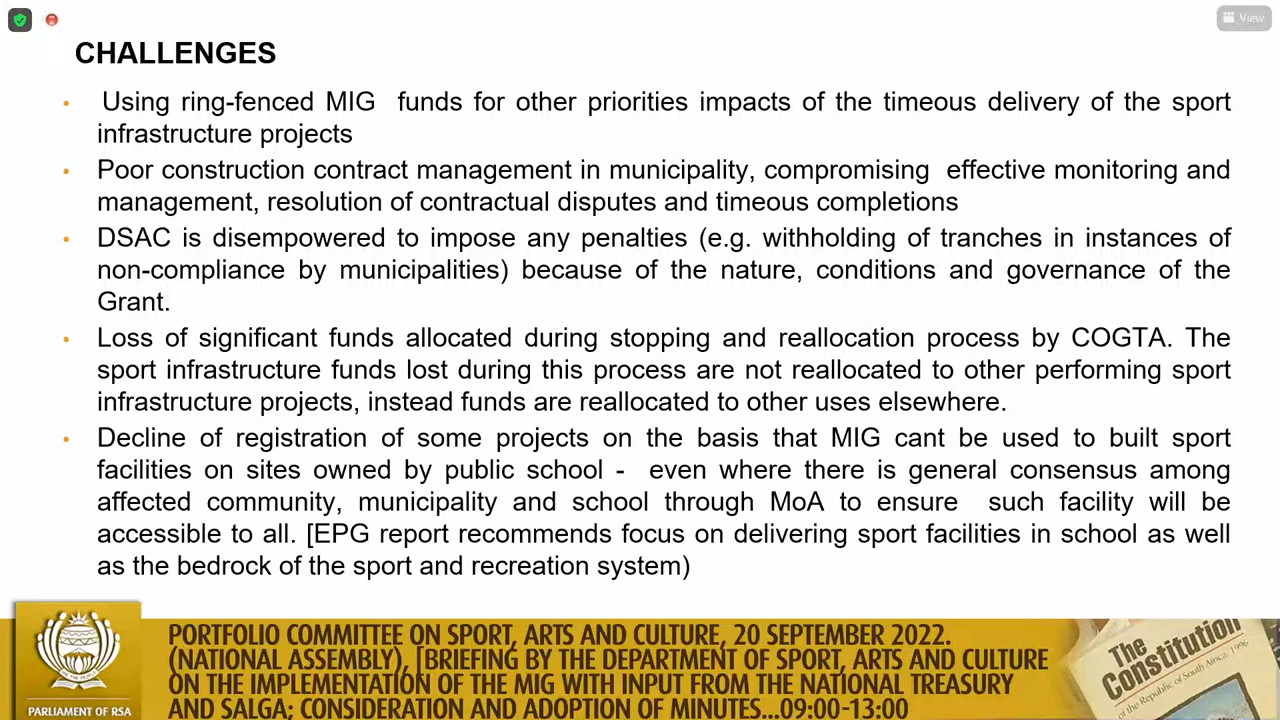 View
CHALLENGES
• Using ring-fenced MIG funds for other priorities impacts of the timeous delivery of the sport
infrastructure projects
• Poor construction contract management in municipality, compromising effective monitoring and
management, resolution of contractual disputes and timeous completions
• DSAC is disempowered to impose any penalties (e.g. withholding of tranches in instances of
non-compliance by municipalities) because of the nature, conditions and governance of the
Grant.
• Loss of significant funds allocated during stopping and reallocation process by COGTA. The
sport infrastructure funds lost during this process are not reallocated to other performing sport
infrastructure projects, instead funds are reallocated to other uses elsewhere.
• Decline of registration of some projects on the basis that MIG cant be used to built sport
facilities on sites owned by public school - even where there is general consensus among
affected community, municipality and school through MoA to ensure such facility will be
accessible to all. [EPG report recommends focus on delivering sport facilities in school as well
as the bedrock of the sport and recreation system)
PORTFOLIO COMMITTEE ON SPORT, ARTS AND CULTURE, 20 SEPTEMBER 2022.
(NATIONAL ASSEMBLY), [BRIEFING BY THE DEPARTMENT OF SPORT, ARTS AND CULTURE
ON THE IMPLEMENTATION OF THE MIG WITH INPUT FROM THE NATIONAL TREASURY
AND SALGA; CONSIDERATION AND ADOPTION OF MINUTES...09:00-13:00
PARLIAMENT OF RSA
The
Constitution
of the Republic of South Africa, 1996